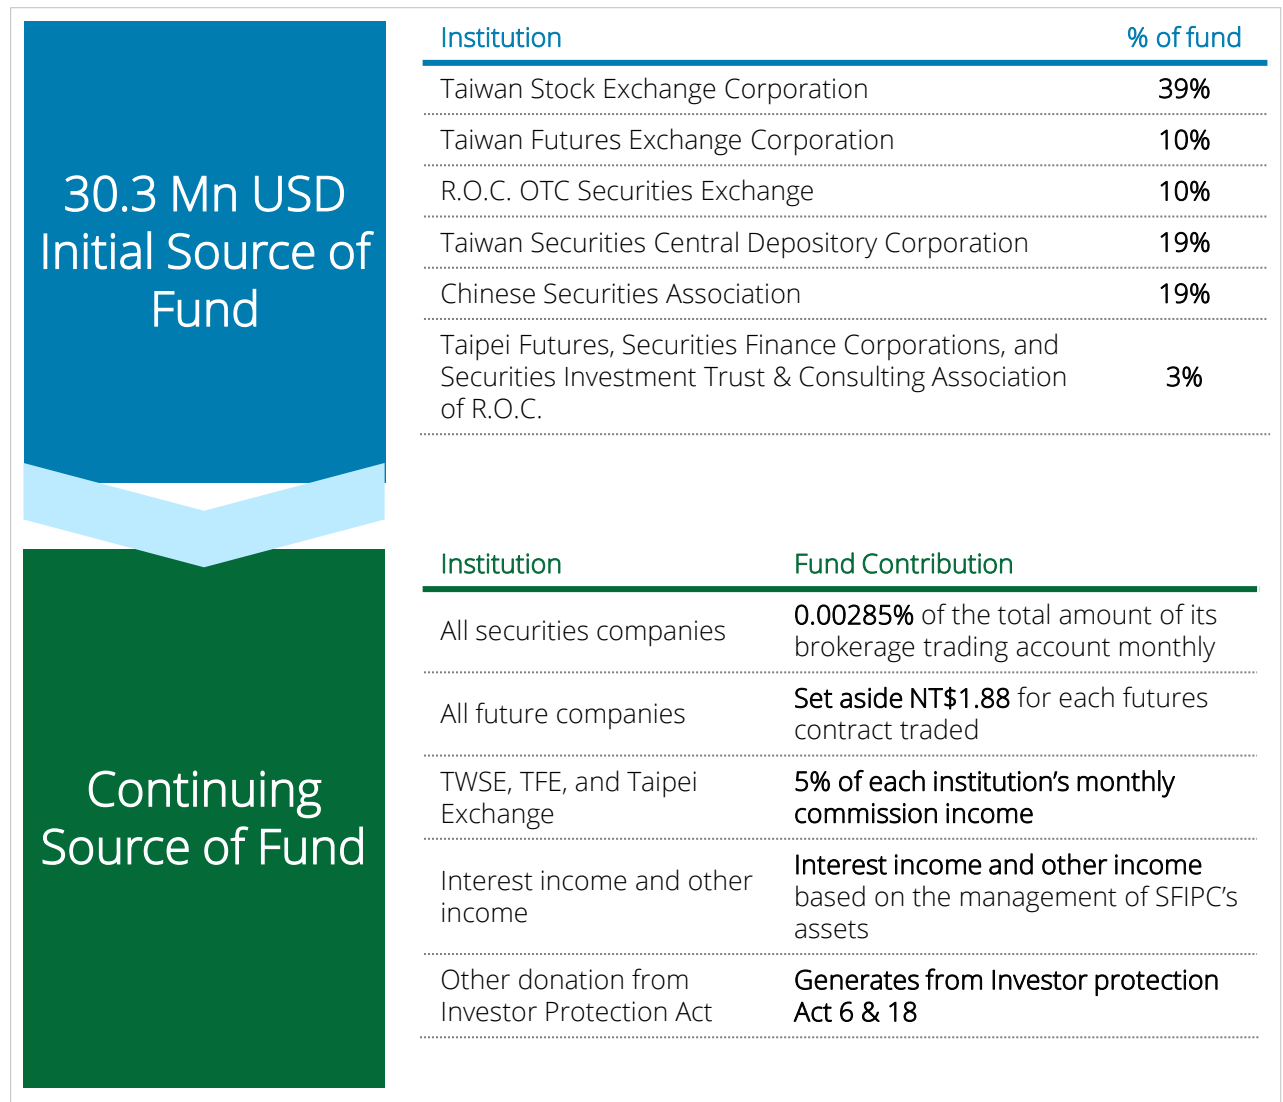 30.3 Mn USD
Initial Source of
Fund
Institution % of fund
Taiwan Stock Exchange Corporation 39%
Taiwan Futures Exchange Corporation 10%
R.O.C. OTC Securities Exchange 10%
Taiwan Securities Central Depository Corporation 19%
Chinese Securities Association 19%
Taipei Futures, Securities Finance Corporations, and
Securities Investment Trust & Consulting Association
of R.O.C.
3%
Continuing
Source of Fund
Institution Fund Contribution
All securities companies
0.00285% of the total amount of its
brokerage trading account monthly
All future companies
Set aside NT$1.88 for each futures
contract traded
TWSE, TFE, and Taipei
Exchange
5% of each institution’s monthly
commission income
Interest income and other
income
Interest income and other income
based on the management of SFIPC’s
assets
Other donation from
Investor Protection Act
Generates from Investor protection
Act 6 & 18